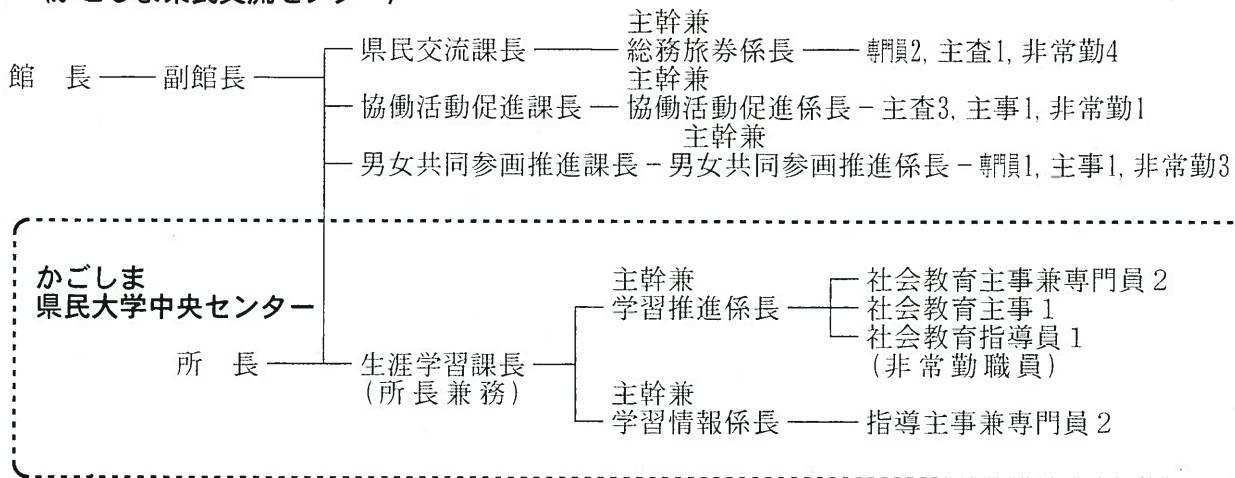 主幹兼
県民交流課長 総務旅券係長 専門員2, 主査1, 非常勤4
館 長 副館長
主幹兼
協働活動促進課長 協働活動促進係長 主査3, 主事1, 非常勤1
主幹兼
男女共同参画推進課長 男女共同参画推進係長 専門員1, 主事1, 非常勤3
かごしま
県民大学中央センター
主幹兼
学習推進係長
社会教育主事兼専門員 2
社会教育主事 1
社会教育指導員 1
(非常勤職員)
所 長 生涯学習課長
(所長兼務)
主幹兼
学習情報係長 指導主事兼専門員 2